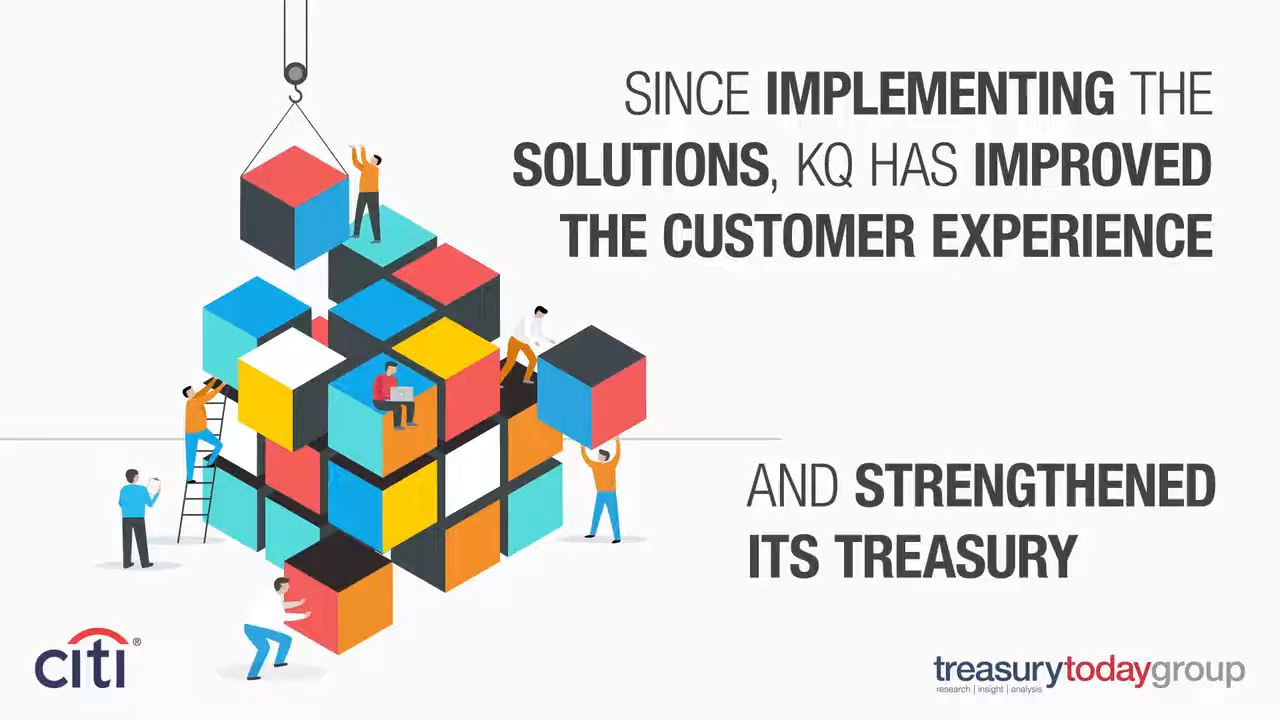 SINCE IMPLEMENTING THE
SOLUTIONS, KQ HAS IMPROVED
THE CUSTOMER EXPERIENCE
AND STRENGTHENED
ITS TREASURY
citi®
treasurytodaygroup
research | insight | analysis